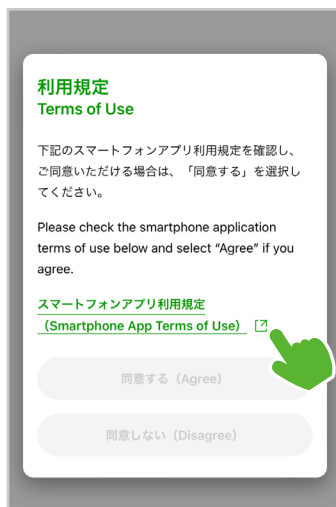 利用規定
Terms of Use
下記のスマートフォンアプリ利用規定を確認し、
ご同意いただける場合は、「同意する」を選択し
てください。
Please check the smartphone application
terms of use below and select “Agree” if you
agree.
スマートフォンアプリ利用規定
（Smartphone App Terms of Use）
同意する（Agree）
同意しない（Disagree）